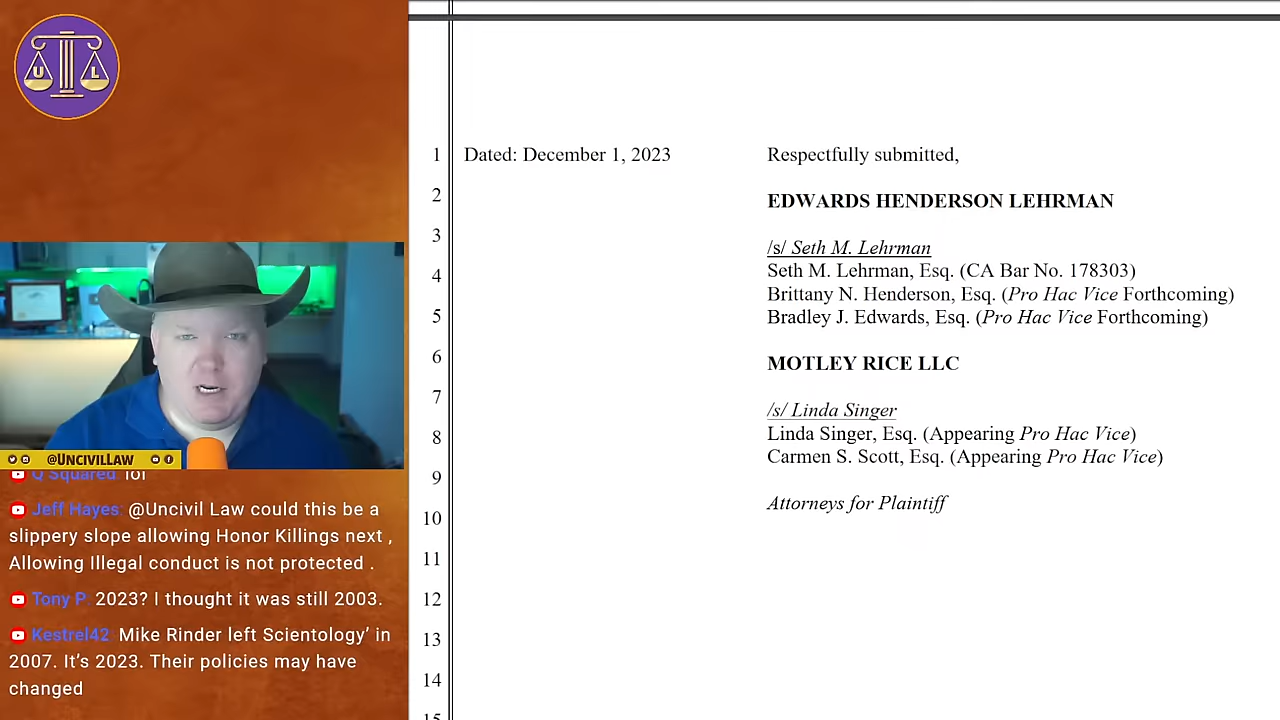 U L
@UNCIVILLAW
Q Squared: lol
Jeff Hayes: @Uncivil Law could this be a
slippery slope allowing Honor Killings next ,
Allowing Illegal conduct is not protected .
Tony P: 2023? I thought it was still 2003.
Kestrel42: Mike Rinder left Scientology’ in
2007. It’s 2023. Their policies may have
changed
1 Dated: December 1, 2023 Respectfully submitted,
2 EDWARDS HENDERSON LEHRMAN
3 /s/ Seth M. Lehrman
4 Seth M. Lehrman, Esq. (CA Bar No. 178303)
Brittany N. Henderson, Esq. (Pro Hac Vice Forthcoming)
5 Bradley J. Edwards, Esq. (Pro Hac Vice Forthcoming)
6 MOTLEY RICE LLC
7
/s/ Linda Singer
8 Linda Singer, Esq. (Appearing Pro Hac Vice)
Carmen S. Scott, Esq. (Appearing Pro Hac Vice)
9
10 Attorneys for Plaintiff
11
12
13
14
15